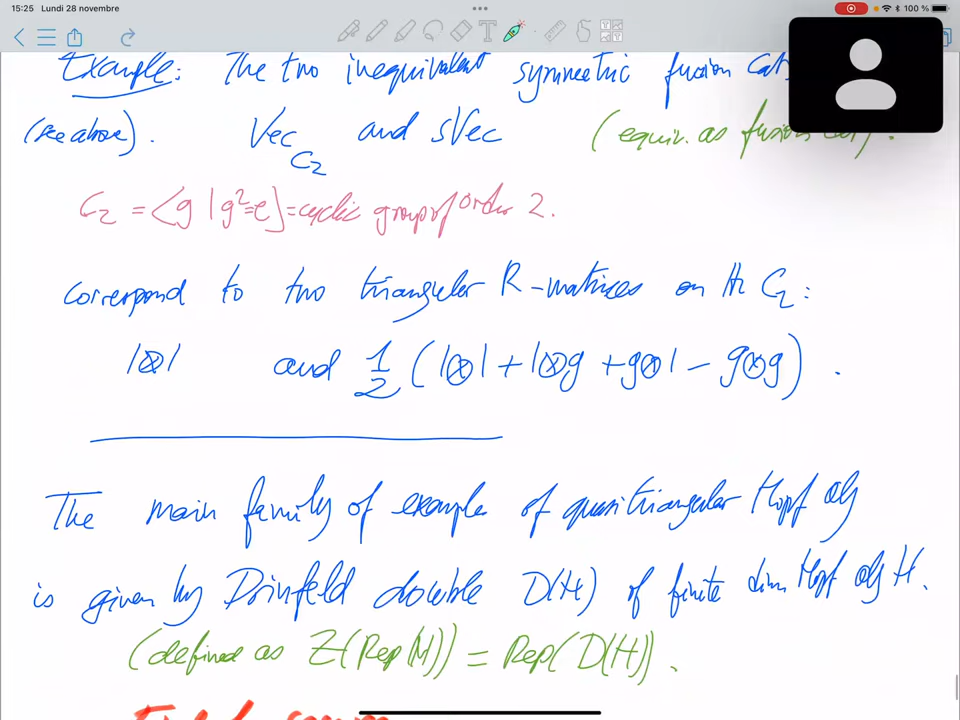 15:25 Lundi 28 novembre
100 %
Example: The two inequivalent symmetric fusion cat
(see above). Vec_{C_2} and sVec (equiv. as fusion cat).
C_2 = <g | g^2=e> = cyclic group of order 2.
correspond to two triangular R-matrices on C_2:
1⊗1 and 1/2 (1⊗1 + 1⊗g + g⊗1 - g⊗g).
The main family of examples of quasitriangular Hopf alg
is given by Drinfeld double D(H) of finite dim Hopf alg H.
(defined as Z(Rep(H)) = Rep(D(H)).